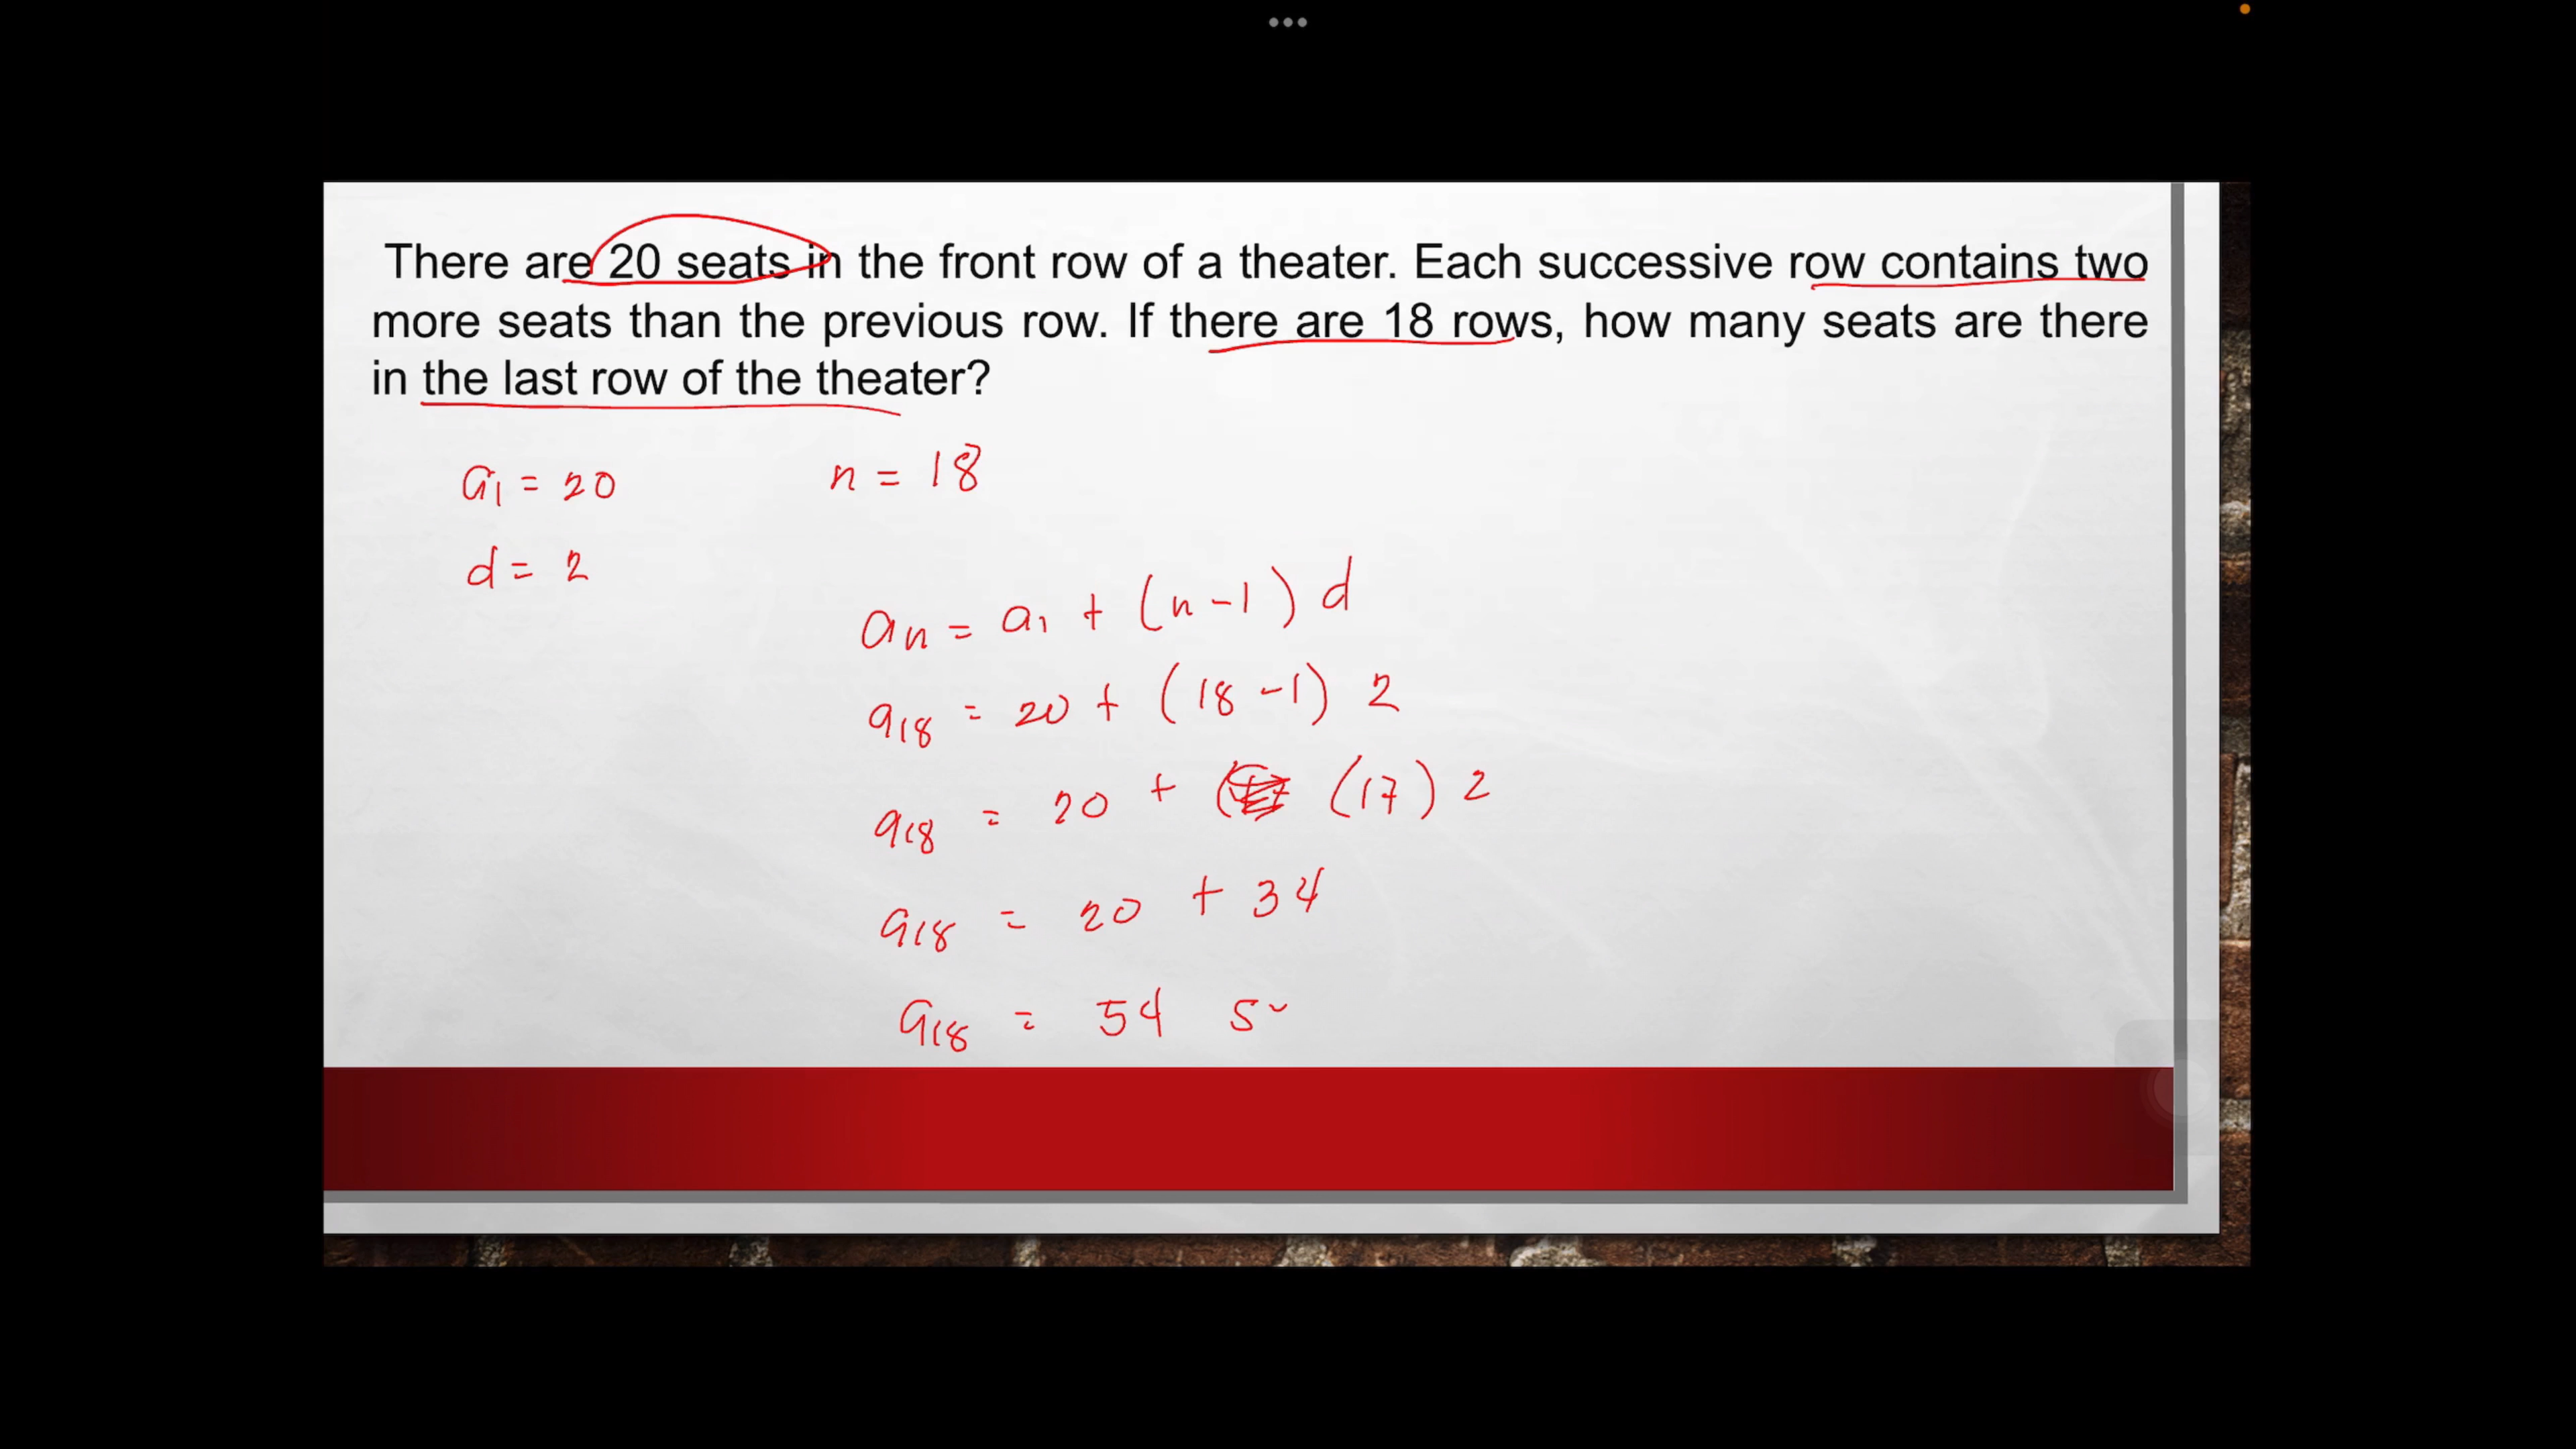 There are 20 seats in the front row of a theater. Each successive row contains two
more seats than the previous row. If there are 18 rows, how many seats are there
in the last row of the theater?
a₁ = 20 n = 18
d = 2
aₙ = a₁ + (n-1) d
a₁₈ = 20 + (18-1) 2
a₁₈ = 20 + (17) 2
a₁₈ = 20 + 34
a₁₈ = 54 s